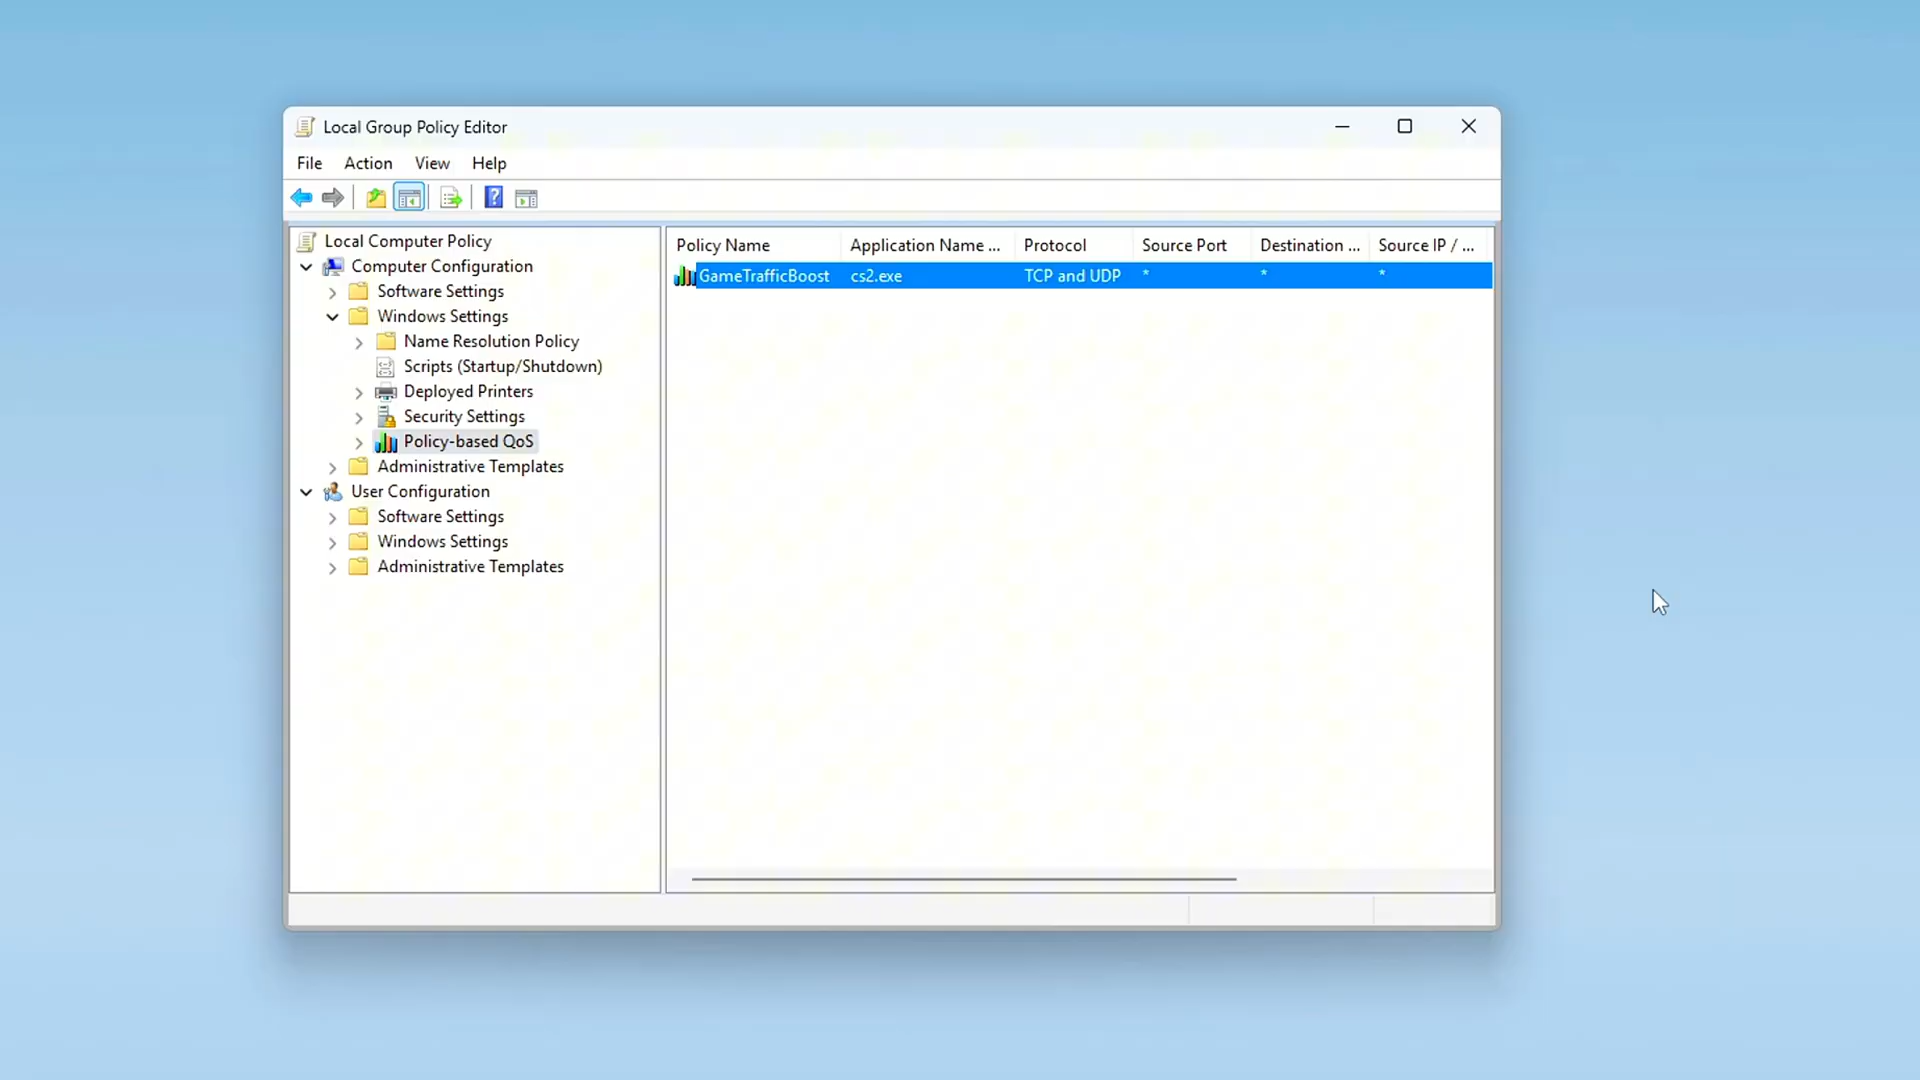 Local Group Policy Editor
File Action View Help
Local Computer Policy
Computer Configuration
Software Settings
Windows Settings
Name Resolution Policy
Scripts (Startup/Shutdown)
Deployed Printers
Security Settings
Policy-based QoS
Administrative Templates
User Configuration
Software Settings
Windows Settings
Administrative Templates
Policy Name Application Name ... Protocol Source Port Destination ... Source IP / ...
GameTrafficBoost cs2.exe TCP and UDP * * *